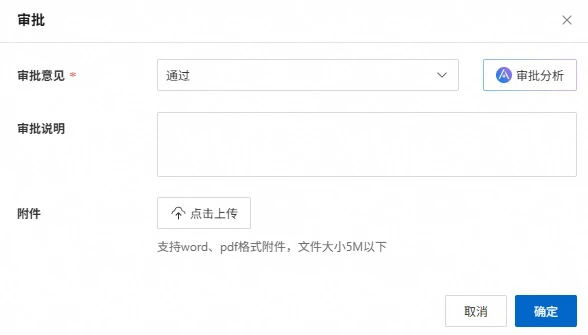 审批
审批意见 * 通过 审批分析
审批说明
附件 点击上传
支持word、pdf格式附件，文件大小5M以下
取消 确定